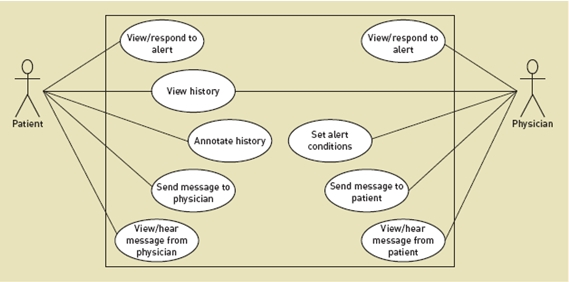 View/respond to
alert
View/respond to
alert
View history
Patient
Physician
Annotate history
Set alert
conditions
Send message to
physician
Send message to
patient
View/hear
message from
physician
View/hear
message from
patient